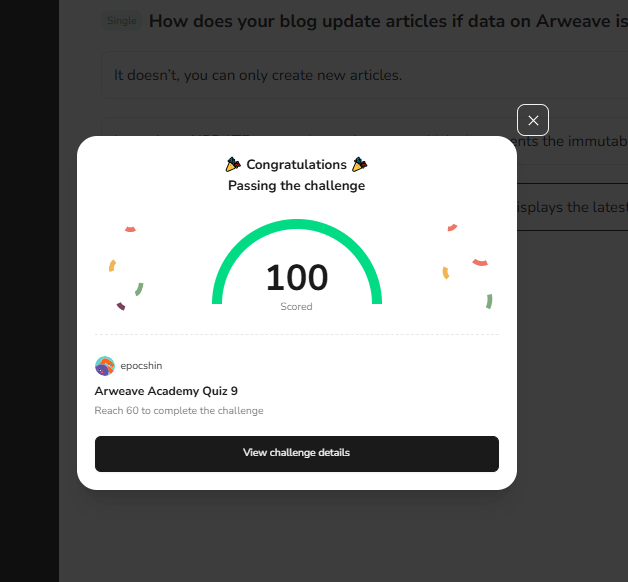 Single How does your blog update articles if data on Arweave is
It doesn't, you can only create new articles.
ents the immutab
isplays the latest
Congratulations
Passing the challenge
100
Scored
epocshin
Arweave Academy Quiz 9
Reach 60 to complete the challenge
View challenge details